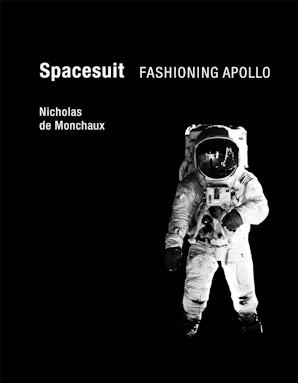 Spacesuit FASHIONING APOLLO
Nicholas
de Monchaux